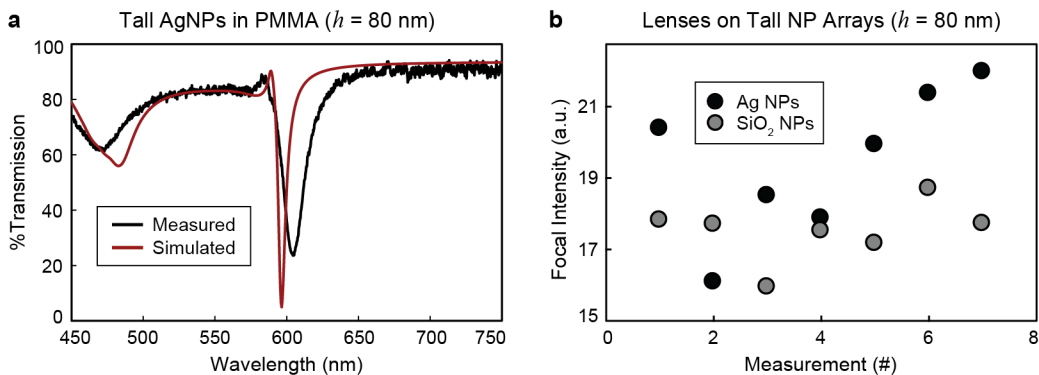 a
Tall AgNPs in PMMA (h = 80 nm)
100
80
60
40
20
0
%Transmission
Measured
Simulated
450
500
550
600
650
700
750
Wavelength (nm)
b
Lenses on Tall NP Arrays (h = 80 nm)
21
19
17
15
Focal Intensity (a.u.)
Ag NPs
SiO₂ NPs
0
2
4
6
8
Measurement (#)